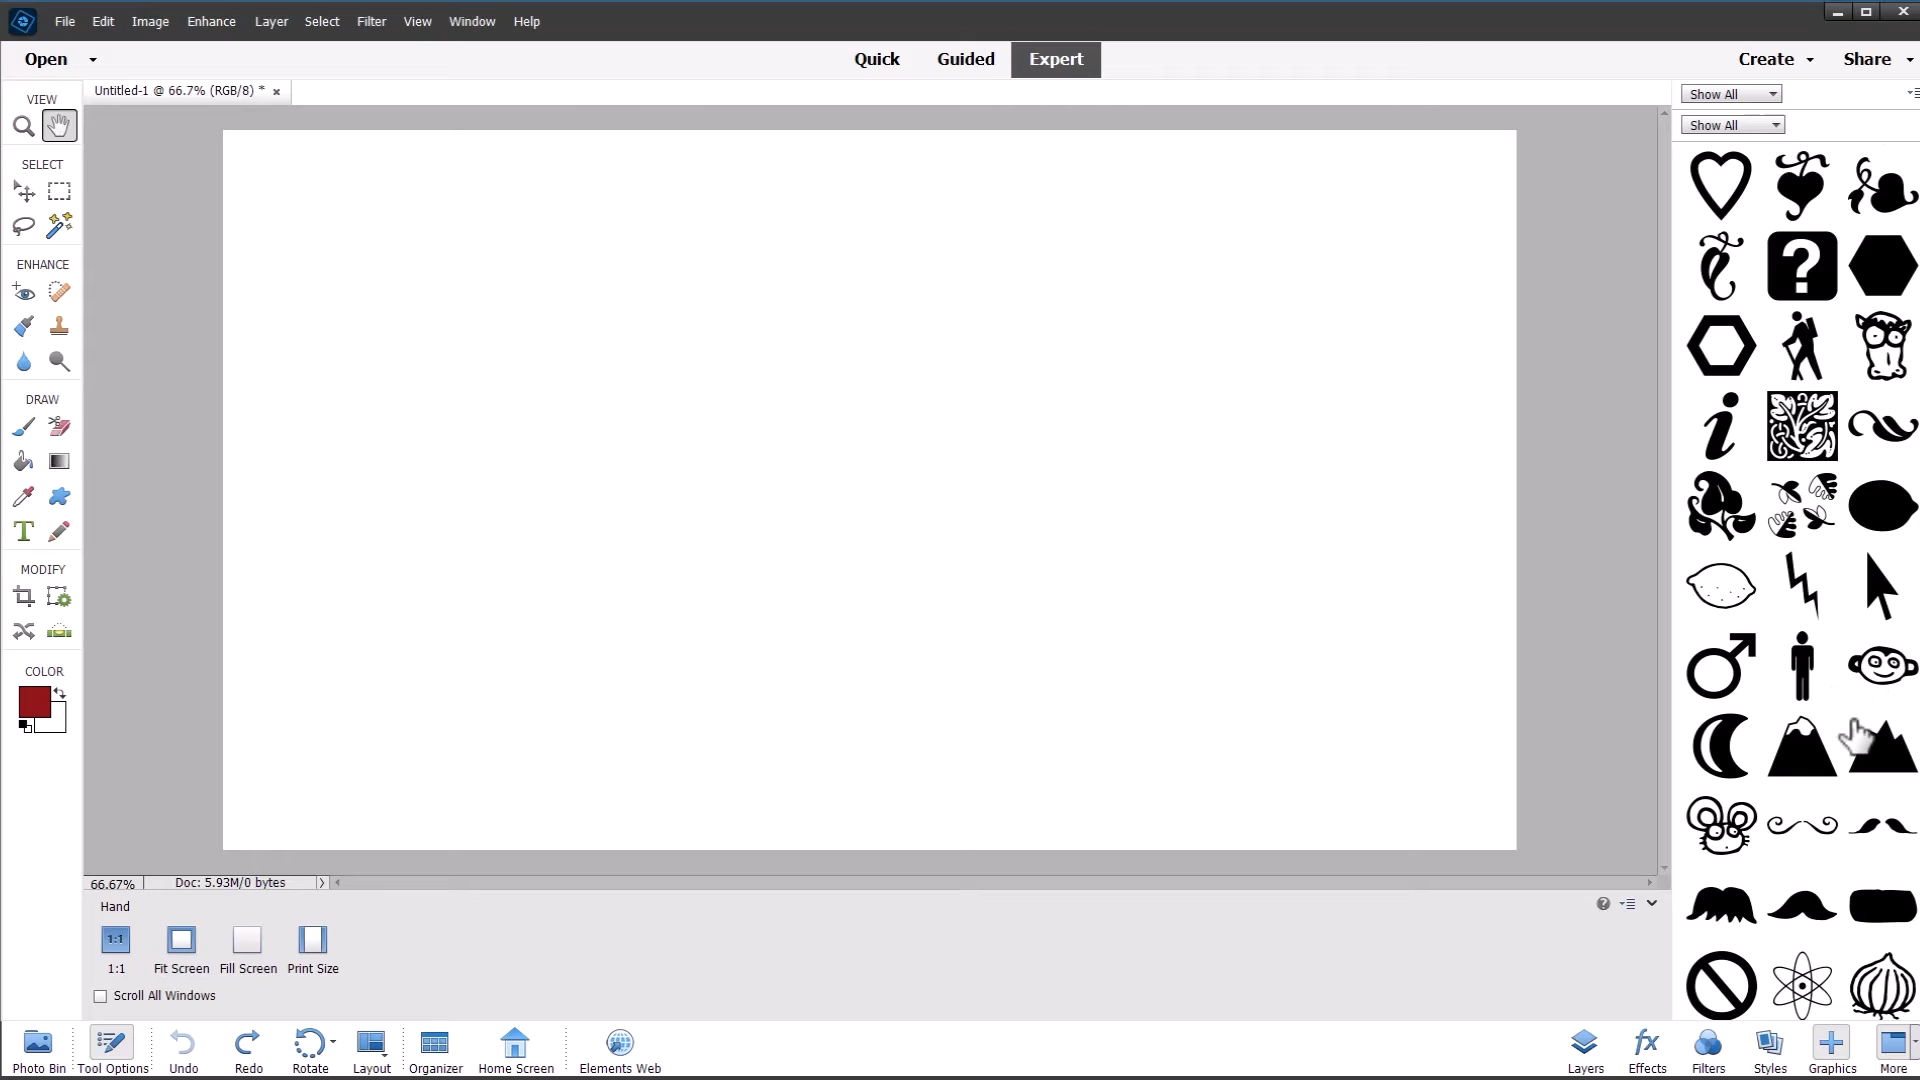 File Edit Image Enhance Layer Select Filter View Window Help
Open Quick Guided Expert Create Share
Untitled-1 @ 66.7% (RGB/8) * ×
Show All
Show All
VIEW
SELECT
ENHANCE
DRAW
T
MODIFY
COLOR
?
i
66.67% Doc: 5.93M/0 bytes
Hand
1:1
1:1 Fit Screen Fill Screen Print Size
Scroll All Windows
fx
Photo Bin Tool Options Undo Redo Rotate Layout Organizer Home Screen Elements Web Layers Effects Filters Styles Graphics More